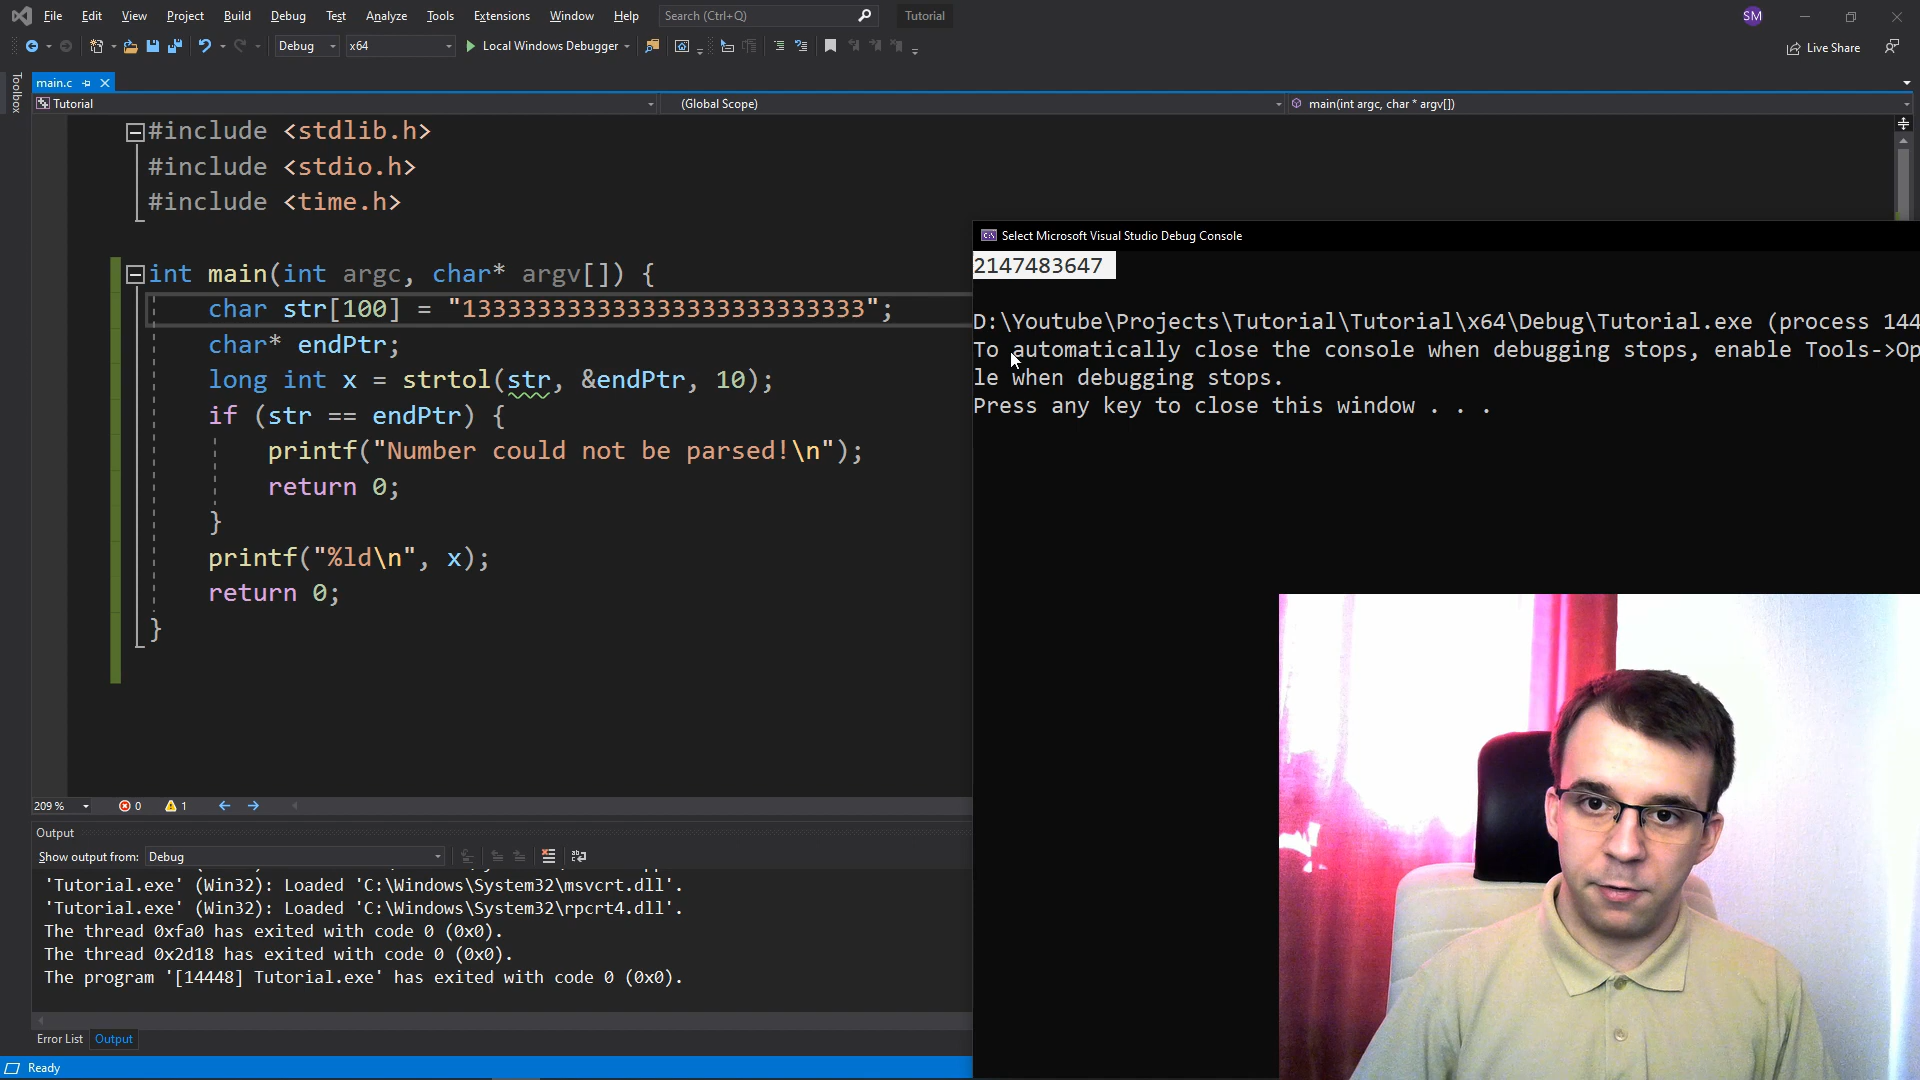 File Edit View Project Build Debug Test Analyze Tools Extensions Window Help Search (Ctrl+Q) Tutorial SM
Debug x64 Local Windows Debugger Live Share
Toolbox
main.c
Tutorial (Global Scope) main(int argc, char * argv[])
#include <stdlib.h>
#include <stdio.h>
#include <time.h>
int main(int argc, char* argv[]) {
char str[100] = "133333333333333333333333333";
char* endPtr;
long int x = strtol(str, &endPtr, 10);
if (str == endPtr) {
printf("Number could not be parsed!\n");
return 0;
}
printf("%ld\n", x);
return 0;
}
Select Microsoft Visual Studio Debug Console
2147483647
D:\Youtube\Projects\Tutorial\Tutorial\x64\Debug\Tutorial.exe (process 144
To automatically close the console when debugging stops, enable Tools->Op
le when debugging stops.
Press any key to close this window . . .
209 % 0 1
Output
Show output from: Debug
'Tutorial.exe' (Win32): Loaded 'C:\Windows\System32\msvcrt.dll'.
'Tutorial.exe' (Win32): Loaded 'C:\Windows\System32\rpcrt4.dll'.
The thread 0xfa0 has exited with code 0 (0x0).
The thread 0x2d18 has exited with code 0 (0x0).
The program '[14448] Tutorial.exe' has exited with code 0 (0x0).
Error List Output
Ready